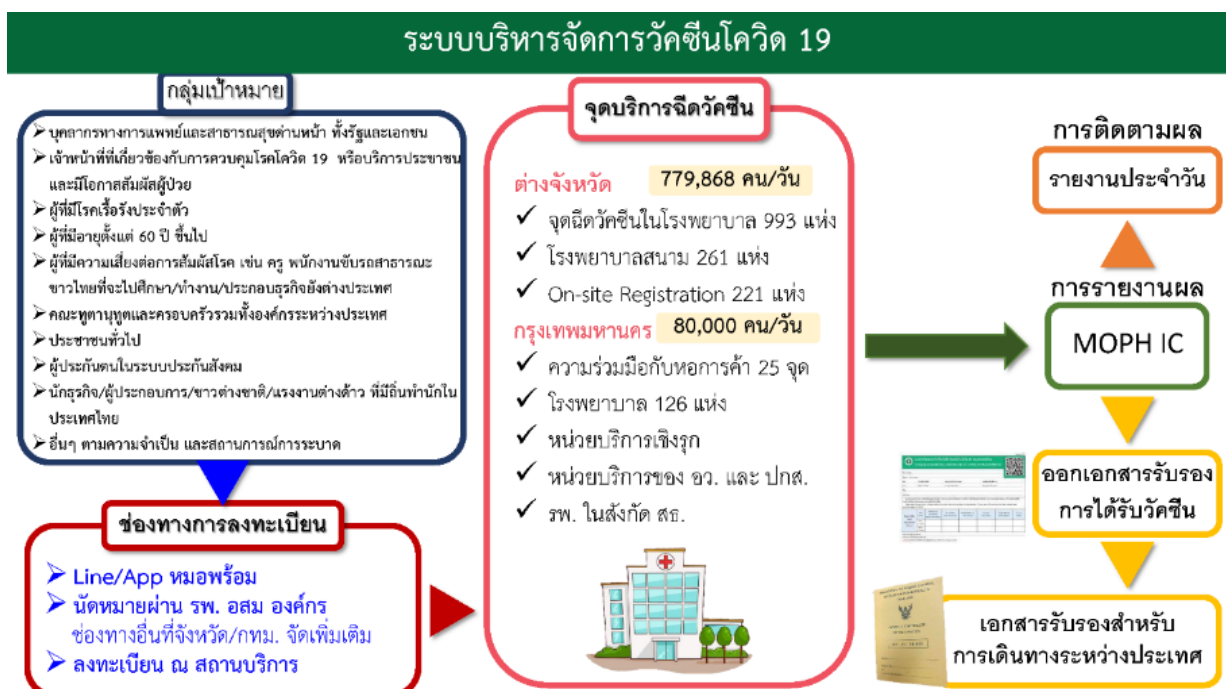 ระบบบริหารจัดการวัคซีนโควิด 19
กลุ่มเป้าหมาย
➤ บุคลากรทางการแพทย์และสาธารณสุขด่านหน้า ทั้งรัฐและเอกชน
➤ เจ้าหน้าที่ที่เกี่ยวข้องกับการควบคุมโรคโควิด 19 หรือบริการประชาชน
และมีโอกาสสัมผัสผู้ป่วย
➤ ผู้ที่มีโรคเรื้อรังประจำตัว
➤ ผู้ที่มีอายุตั้งแต่ 60 ปี ขึ้นไป
➤ ผู้ที่มีความเสี่ยงต่อการสัมผัสโรค เช่น ครู พนักงานขับรถสาธารณะ
ชาวไทยที่จะไปศึกษา/ทำงาน/ประกอบธุรกิจยังต่างประเทศ
➤ คณะทูตานุทูตและครอบครัวรวมทั้งองค์กรระหว่างประเทศ
➤ ประชาชนทั่วไป
➤ ผู้ประกันตนในระบบประกันสังคม
➤ นักธุรกิจ/ผู้ประกอบการ/ชาวต่างชาติ/แรงงานต่างด้าว ที่มีถิ่นพำนักใน
ประเทศไทย
➤ อื่นๆ ตามความจำเป็น และสถานการณ์การระบาด
ช่องทางการลงทะเบียน
➤ Line/App หมอพร้อม
➤ นัดหมายผ่าน รพ. อสม องค์กร
ช่องทางอื่นที่จังหวัด/กทม. จัดเพิ่มเติม
➤ ลงทะเบียน ณ สถานบริการ
จุดบริการฉีดวัคซีน
ต่างจังหวัด 779,868 คน/วัน
✓ จุดฉีดวัคซีนในโรงพยาบาล 993 แห่ง
✓ โรงพยาบาลสนาม 261 แห่ง
✓ On-site Registration 221 แห่ง
กรุงเทพมหานคร 80,000 คน/วัน
✓ ความร่วมมือกับหอการค้า 25 จุด
✓ โรงพยาบาล 126 แห่ง
✓ หน่วยบริการเชิงรุก
✓ หน่วยบริการของ อว. และ ปกส.
✓ รพ. ในสังกัด สธ.
การติดตามผล
รายงานประจำวัน
การรายงานผล
MOPH IC
ออกเอกสารรับรอง
การได้รับวัคซีน
เอกสารรับรองสำหรับ
การเดินทางระหว่างประเทศ